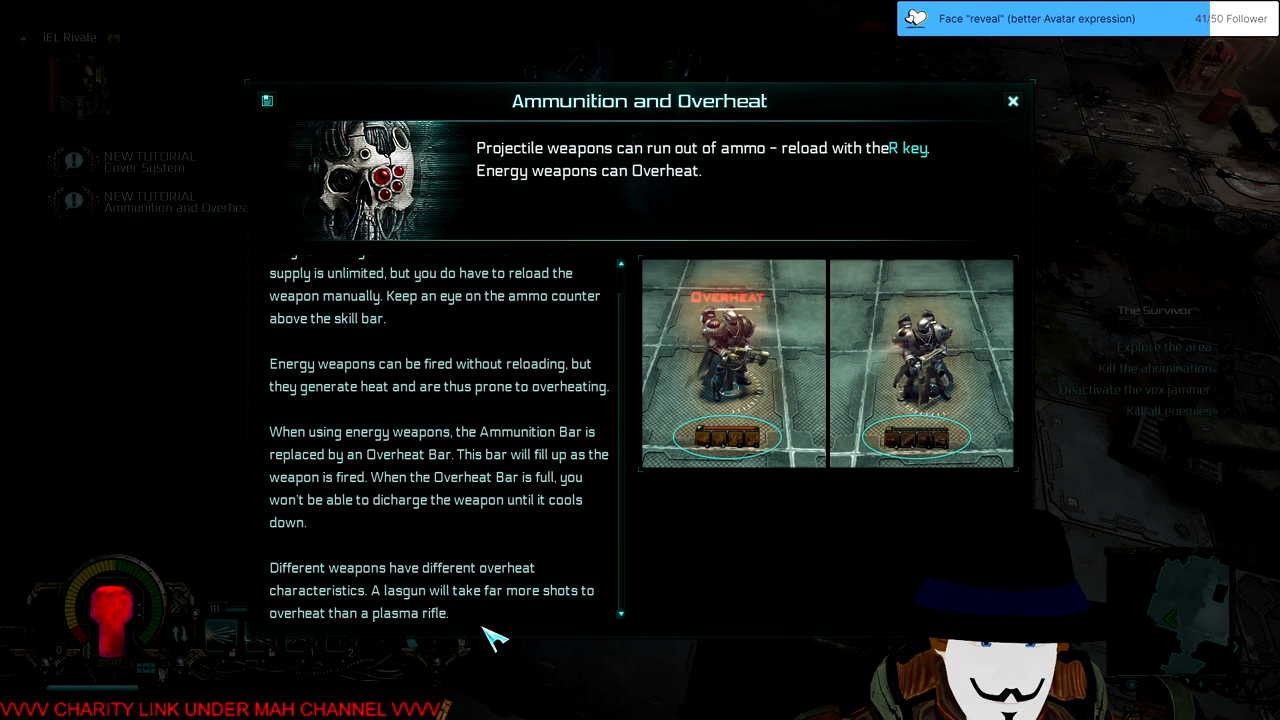 Face "reveal" (better Avatar expression)
41/50 Follower
iEL Rivale
Ammunition and Overheat
Projectile weapons can run out of ammo - reload with theR key.
Energy weapons can Overheat.
NEW TUTORIAL
Cover System
NEW TUTORIAL
Ammunition and Overhea
supply is unlimited, but you do have to reload the
weapon manually. Keep an eye on the ammo counter
above the skill bar.
Energy weapons can be fired without reloading, but
they generate heat and are thus prone to overheating.
When using energy weapons, the Ammunition Bar is
replaced by an Overheat Bar. This bar will fill up as the
weapon is fired. When the Overheat Bar is full, you
won't be able to dicharge the weapon until it cools
down.
Different weapons have different overheat
characteristics. A lasgun will take far more shots to
overheat than a plasma rifle.
OVERHEAT
The Survivor
Explore the area
Kill the abomination
Deactivate the vox jammer
Kill all enemies
0
2
VVVV CHARITY LINK UNDER MAH CHANNEL VVVV